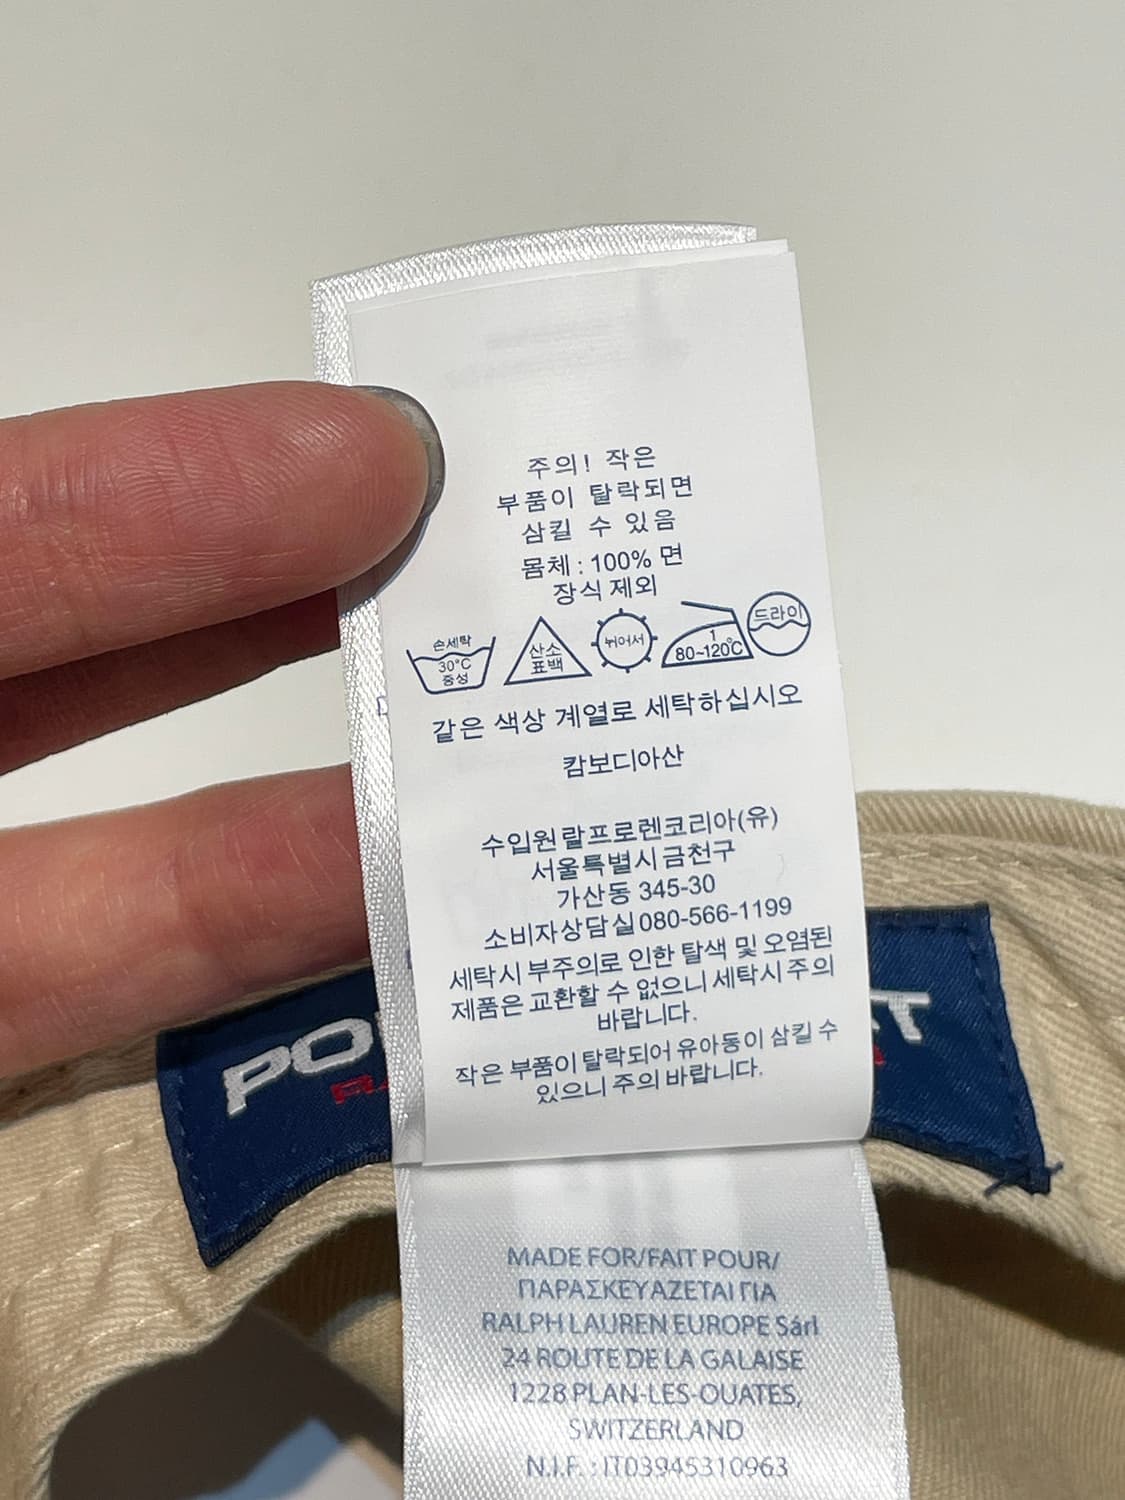 주의! 작은
부품이 탈락되면
삼킬 수 있음
몸체 : 100% 면
장식 제외
손세탁
30°C
중성
산소
표백
뉘어서
1
80~120°C
드라이
같은 색상 계열로 세탁하십시오
캄보디아산
수입원 랄프로렌코리아(유)
서울특별시 금천구
가산동 345-30
소비자상담실 080-566-1199
세탁시 부주의로 인한 탈색 및 오염된
제품은 교환할 수 없으니 세탁시 주의
바랍니다.
작은 부품이 탈락되어 유아동이 삼킬 수
있으니 주의 바랍니다.
MADE FOR/FAIT POUR/
ΠΑΡΑΣΚΕΥΑΖΕΤΑΙ ΓΙΑ
RALPH LAUREN EUROPE Sárl
24 ROUTE DE LA GALAISE
1228 PLAN-LES-OUATES,
SWITZERLAND
N.I.F. : IT03945310963